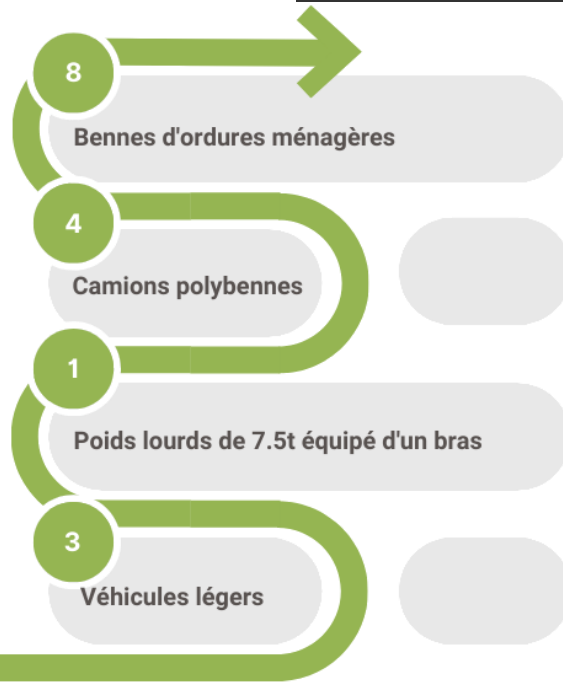 8
Bennes d'ordures ménagères
4
Camions polybennes
1
Poids lourds de 7.5t équipé d'un bras
3
Véhicules légers